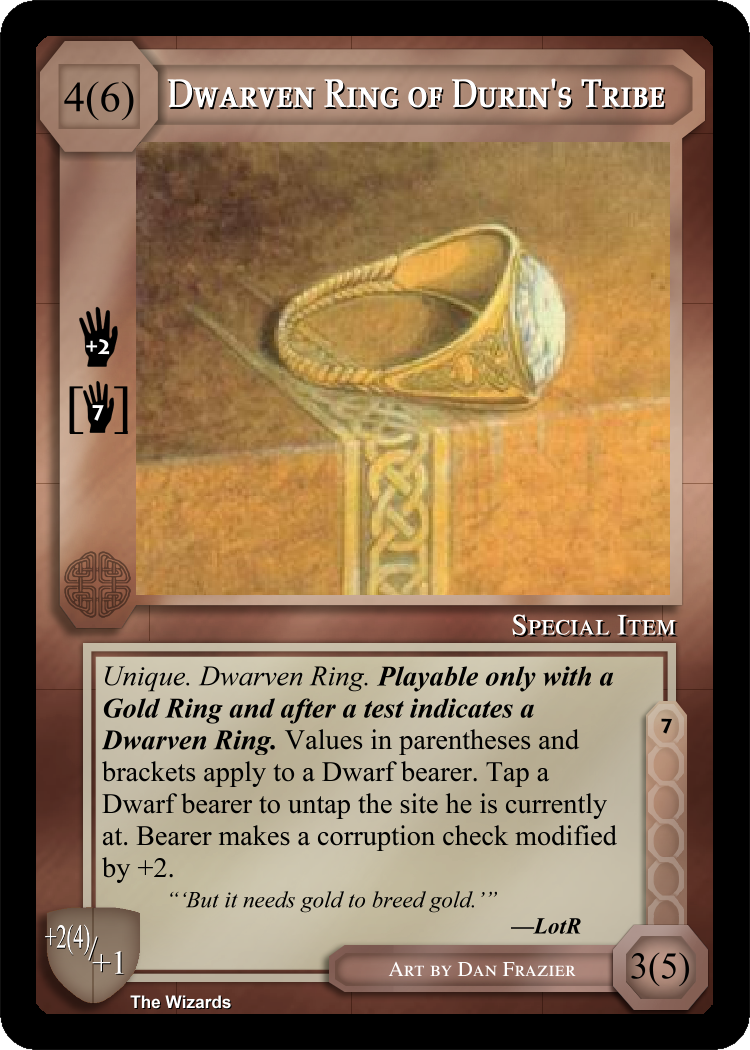 4(6)
Dwarven Ring of Durin's Tribe
+2
[7]
Special Item
Unique. Dwarven Ring. Playable only with a
Gold Ring and after a test indicates a
Dwarven Ring. Values in parentheses and
brackets apply to a Dwarf bearer. Tap a
Dwarf bearer to untap the site he is currently
at. Bearer makes a corruption check modified
by +2.
“‘But it needs gold to breed gold.’”
—LotR
7
+2(4)/+1
Art by Dan Frazier
3(5)
The Wizards